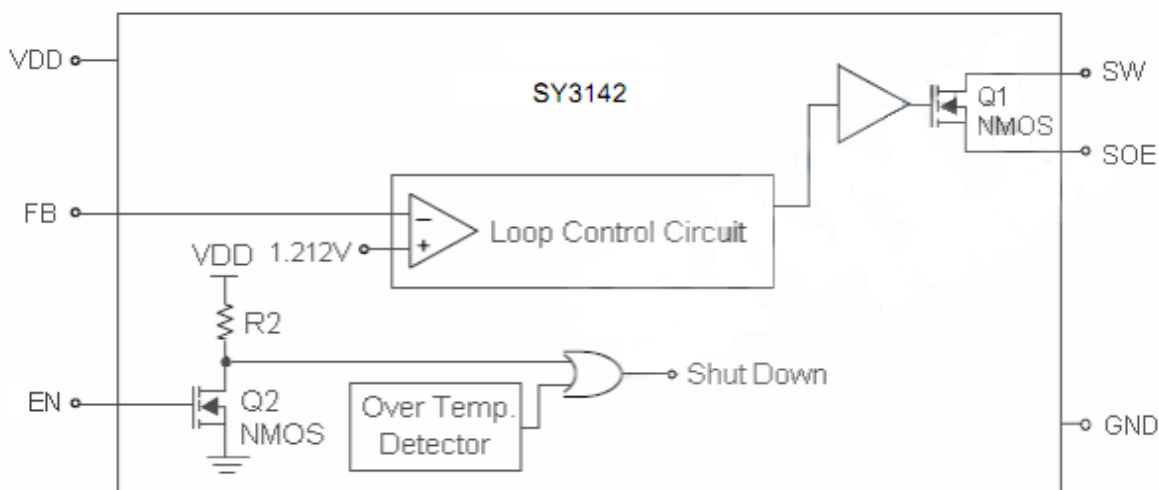 VDD
SY3142
SW
Q1
NMOS
SOE
FB
−
+
Loop Control Circuit
1.212V
VDD
R2
Shut Down
EN
Q2
NMOS
Over Temp.
Detector
GND